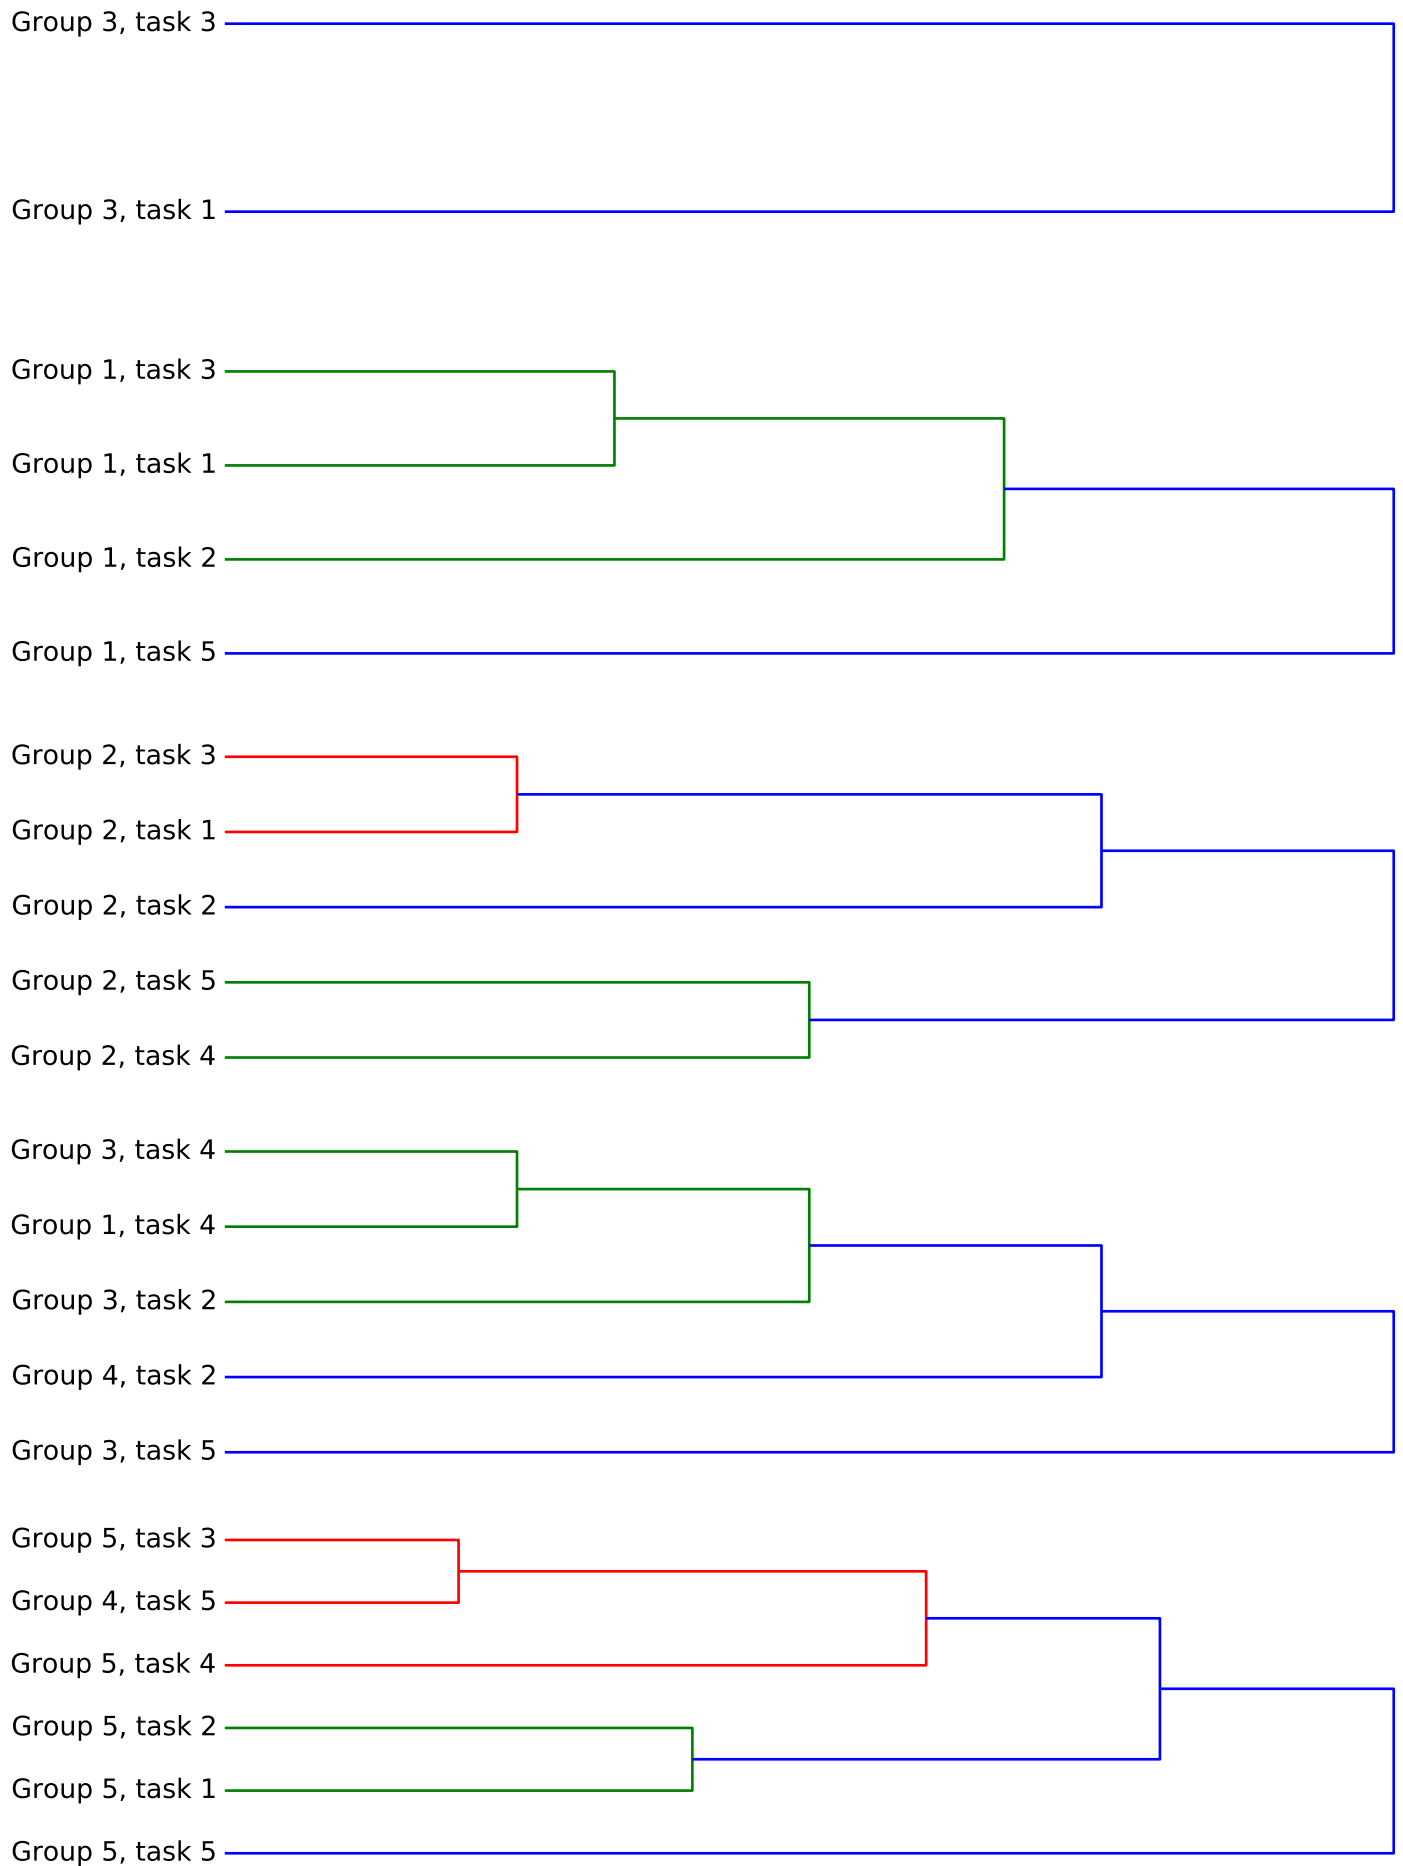 Group 3, task 3
Group 3, task 1
Group 1, task 3
Group 1, task 1
Group 1, task 2
Group 1, task 5
Group 2, task 3
Group 2, task 1
Group 2, task 2
Group 2, task 5
Group 2, task 4
Group 3, task 4
Group 1, task 4
Group 3, task 2
Group 4, task 2
Group 3, task 5
Group 5, task 3
Group 4, task 5
Group 5, task 4
Group 5, task 2
Group 5, task 1
Group 5, task 5